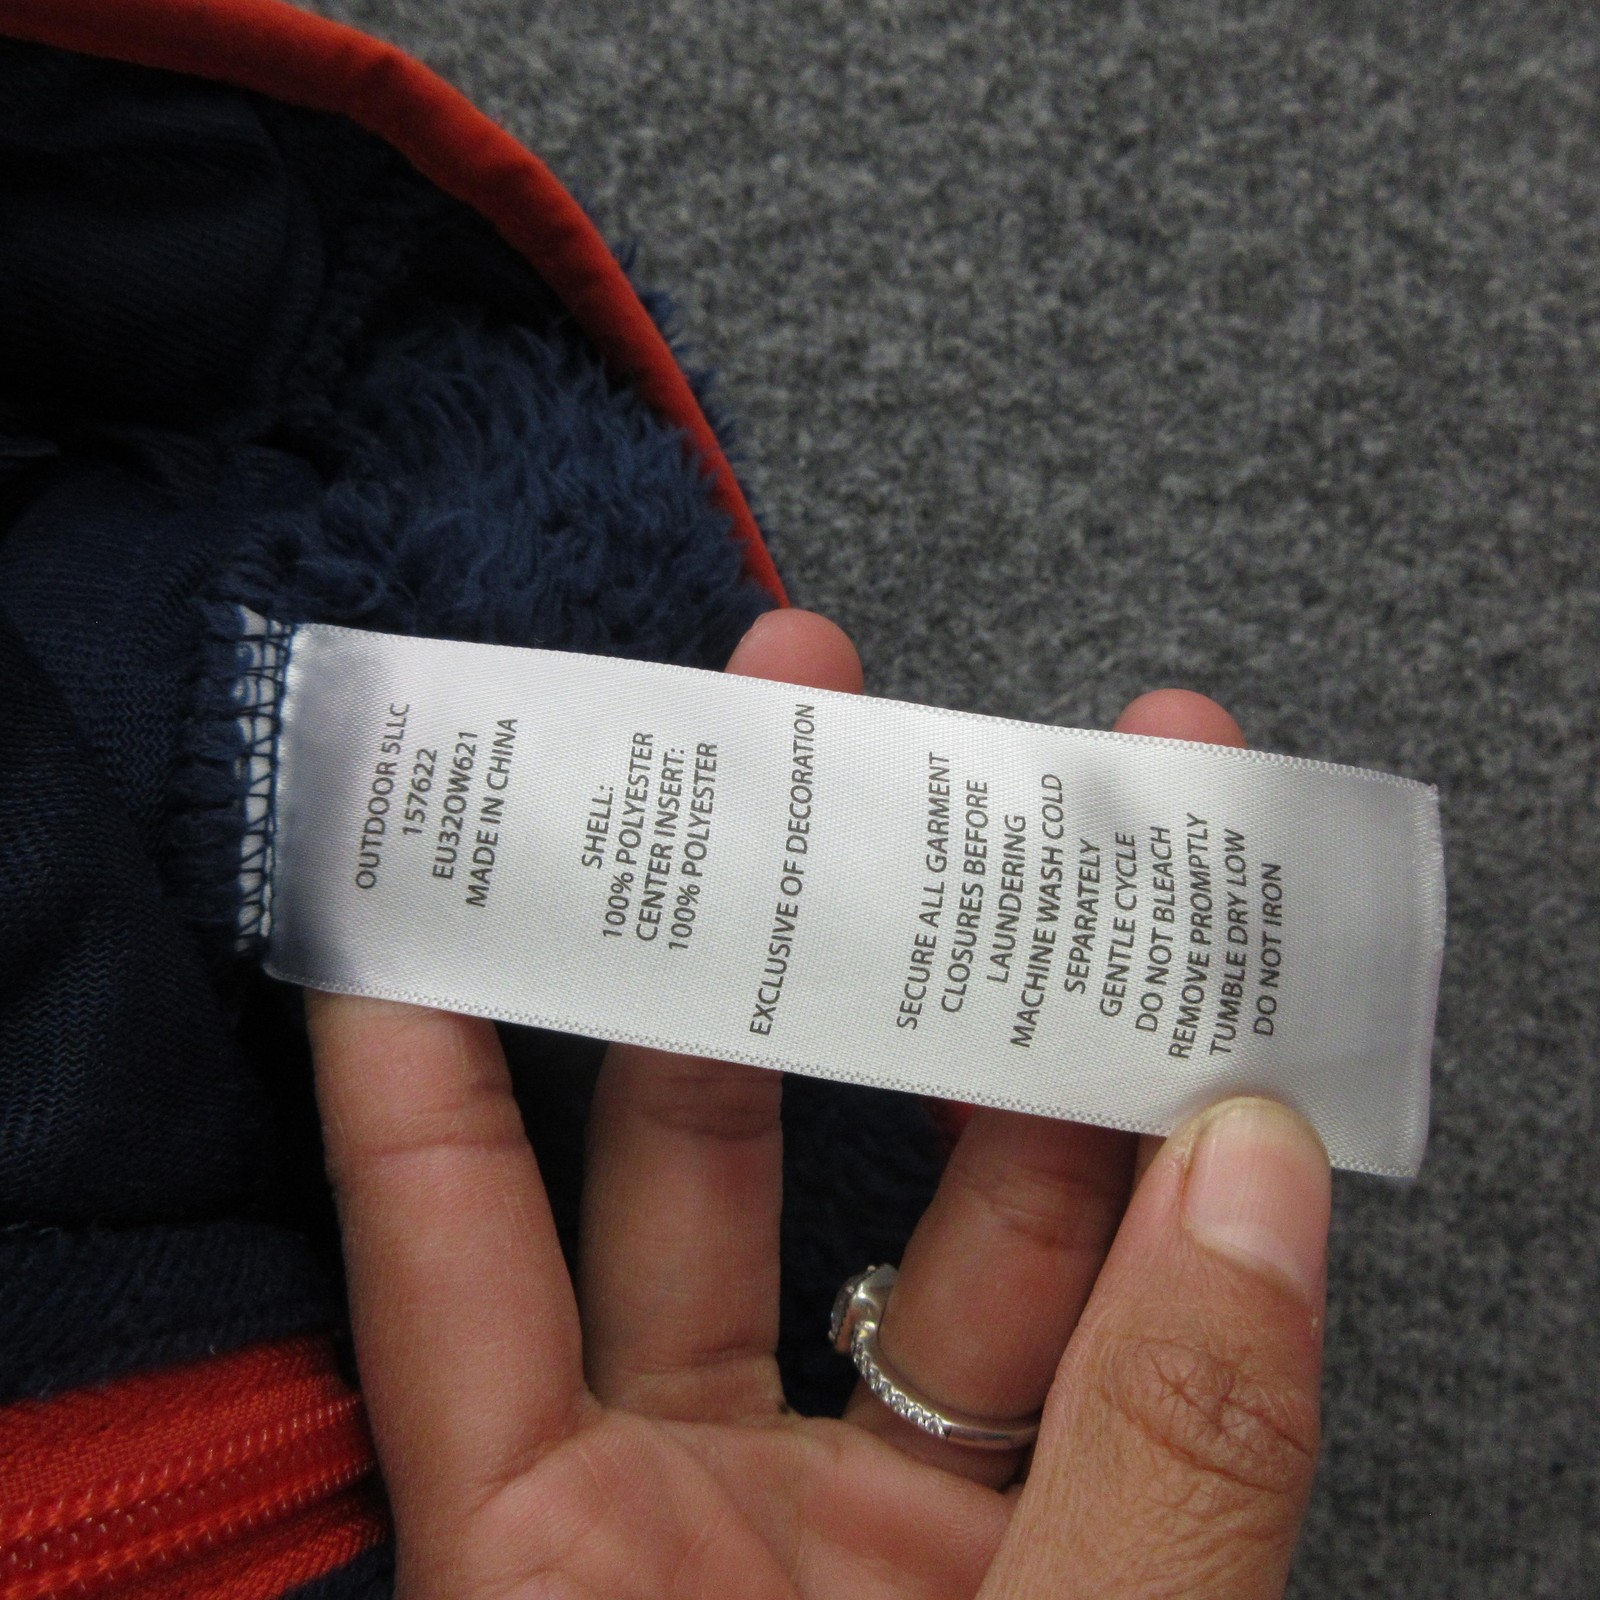 OUTDOOR 5LLC
157622
EU32OW621
MADE IN CHINA
SHELL:
100% POLYESTER
CENTER INSERT:
100% POLYESTER
EXCLUSIVE OF DECORATION
SECURE ALL GARMENT
CLOSURES BEFORE
LAUNDERING
MACHINE WASH COLD
SEPARATELY
GENTLE CYCLE
DO NOT BLEACH
REMOVE PROMPTLY
TUMBLE DRY LOW
DO NOT IRON